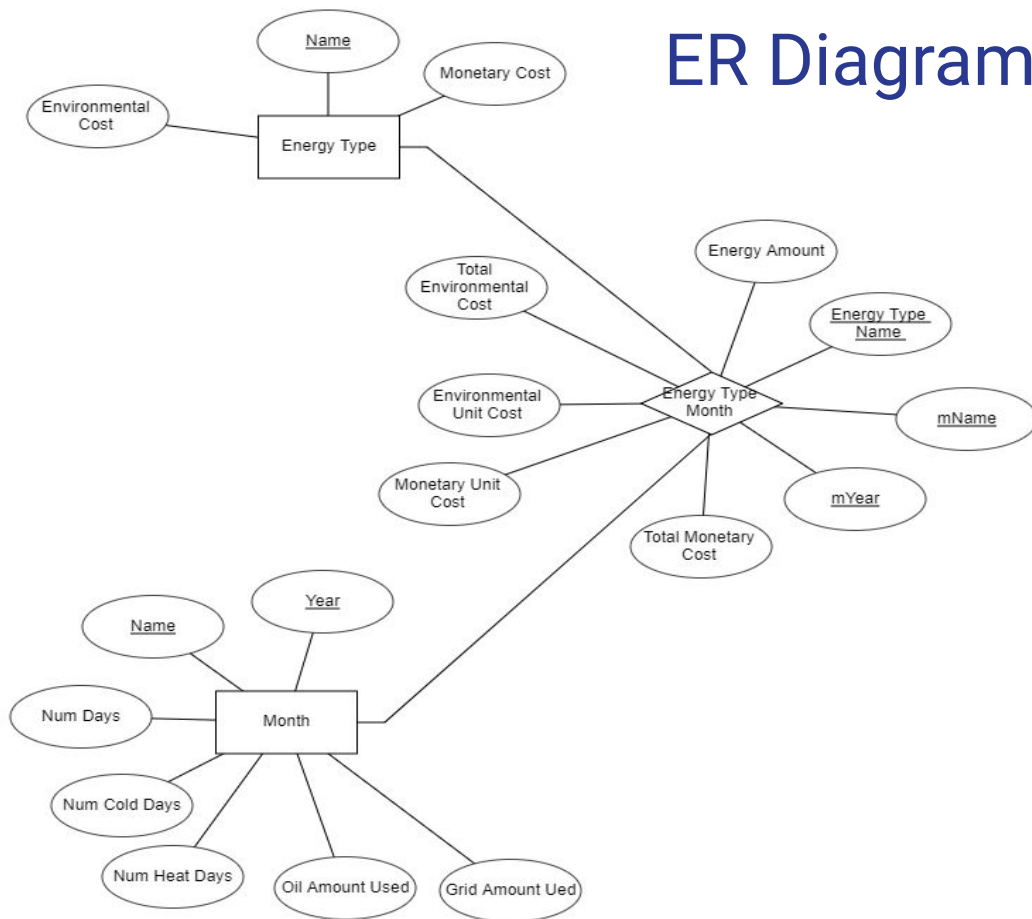 ER Diagram
Name
Monetary Cost
Environmental
Cost
Energy Type
Energy Amount
Total
Environmental
Cost
Energy Type
Name
Environmental
Unit Cost
Energy Type
Month
mName
Monetary Unit
Cost
mYear
Total Monetary
Cost
Year
Name
Num Days
Month
Num Cold Days
Num Heat Days
Oil Amount Used
Grid Amount Ued